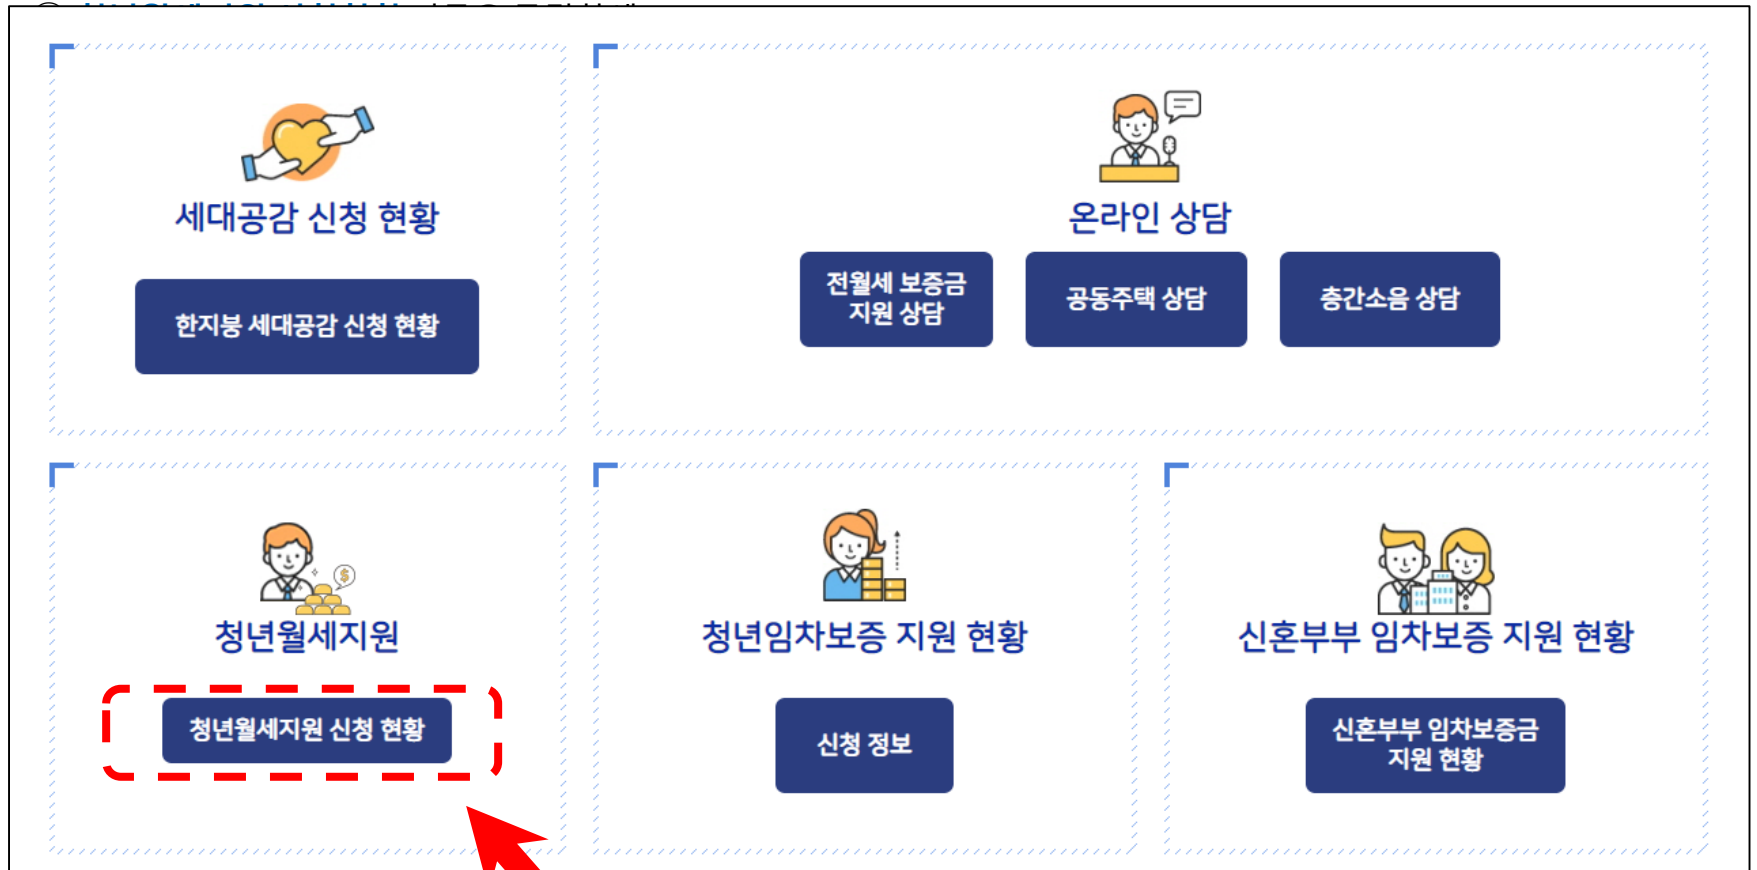 세대공감 신청 현황
한지붕 세대공감 신청 현황
온라인 상담
전월세 보증금
지원 상담
공동주택 상담
층간소음 상담
청년월세지원
청년월세지원 신청 현황
청년임차보증 지원 현황
신청 정보
신혼부부 임차보증 지원 현황
신혼부부 임차보증금
지원 현황